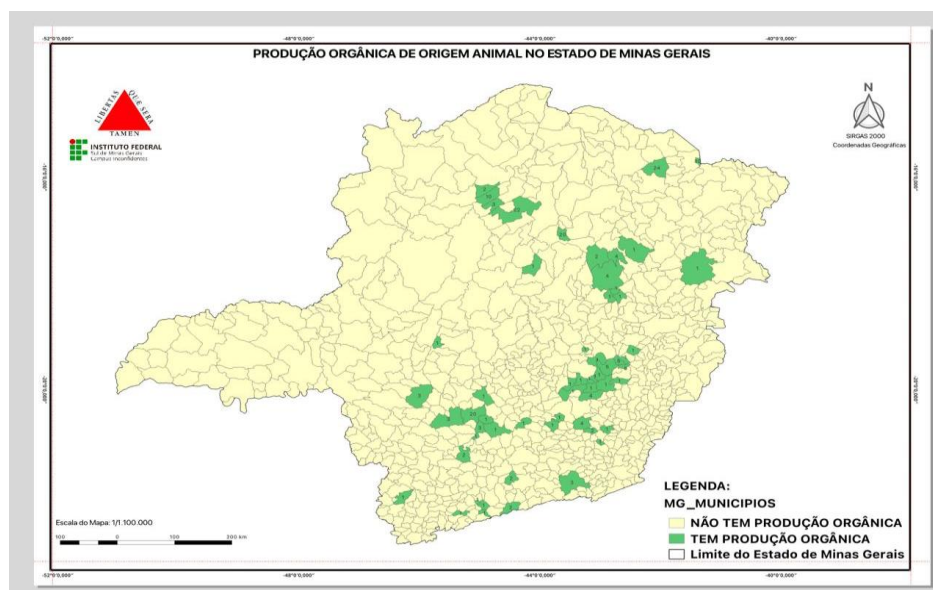 -52°0'0,000"
-48°0'0,000"
-44°0'0,000"
-40°0'0,000"
PRODUÇÃO ORGÂNICA DE ORIGEM ANIMAL NO ESTADO DE MINAS GERAIS
LIBERTAS QUÆ SERA
TAMEN
INSTITUTO FEDERAL
Sul de Minas Gerais
Campus Inconfidentes
N
SIRGAS 2000
Coordenadas Geográficas
LEGENDA:
MG_MUNICIPIOS
NÃO TEM PRODUÇÃO ORGÂNICA
TEM PRODUÇÃO ORGÂNICA
Limite do Estado de Minas Gerais
Escala do Mapa: 1/1.100.000
100 0 100 200 km
-52°0'0,000"
-48°0'0,000"
-44°0'0,000"
-40°0'0,000"